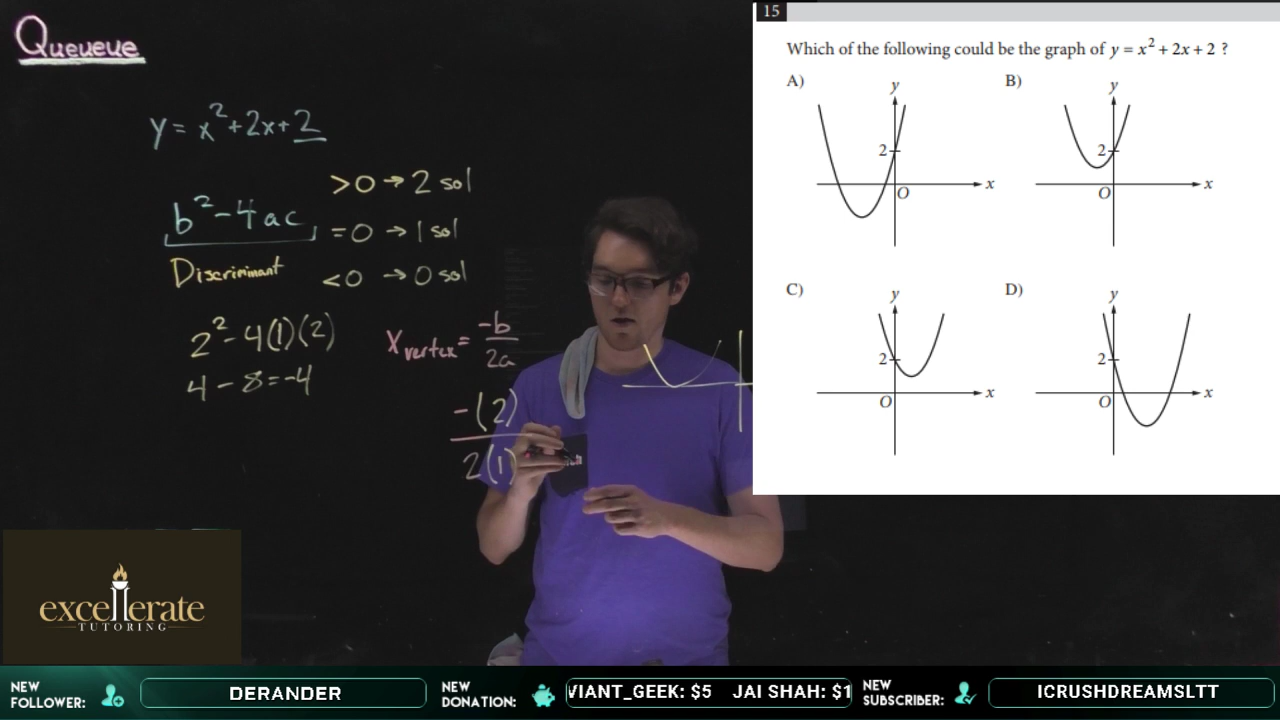 Queueue
y = x² + 2x + 2
b² - 4ac
Discriminant
> 0 → 2 sol
= 0 → 1 sol
< 0 → 0 sol
2² - 4(1)(2)
4 - 8 = -4
X vertex = -b / 2a
-(2)
2(1)
15
Which of the following could be the graph of y = x² + 2x + 2 ?
A)
y
2
O
x
B)
y
2
O
x
C)
y
2
O
x
D)
y
2
O
x
excellerate
TUTORING
NEW FOLLOWER:
DERANDER
NEW DONATION:
VIANT_GEEK: $5 JAI SHAH: $1
NEW SUBSCRIBER:
ICRUSHDREAMSLTT